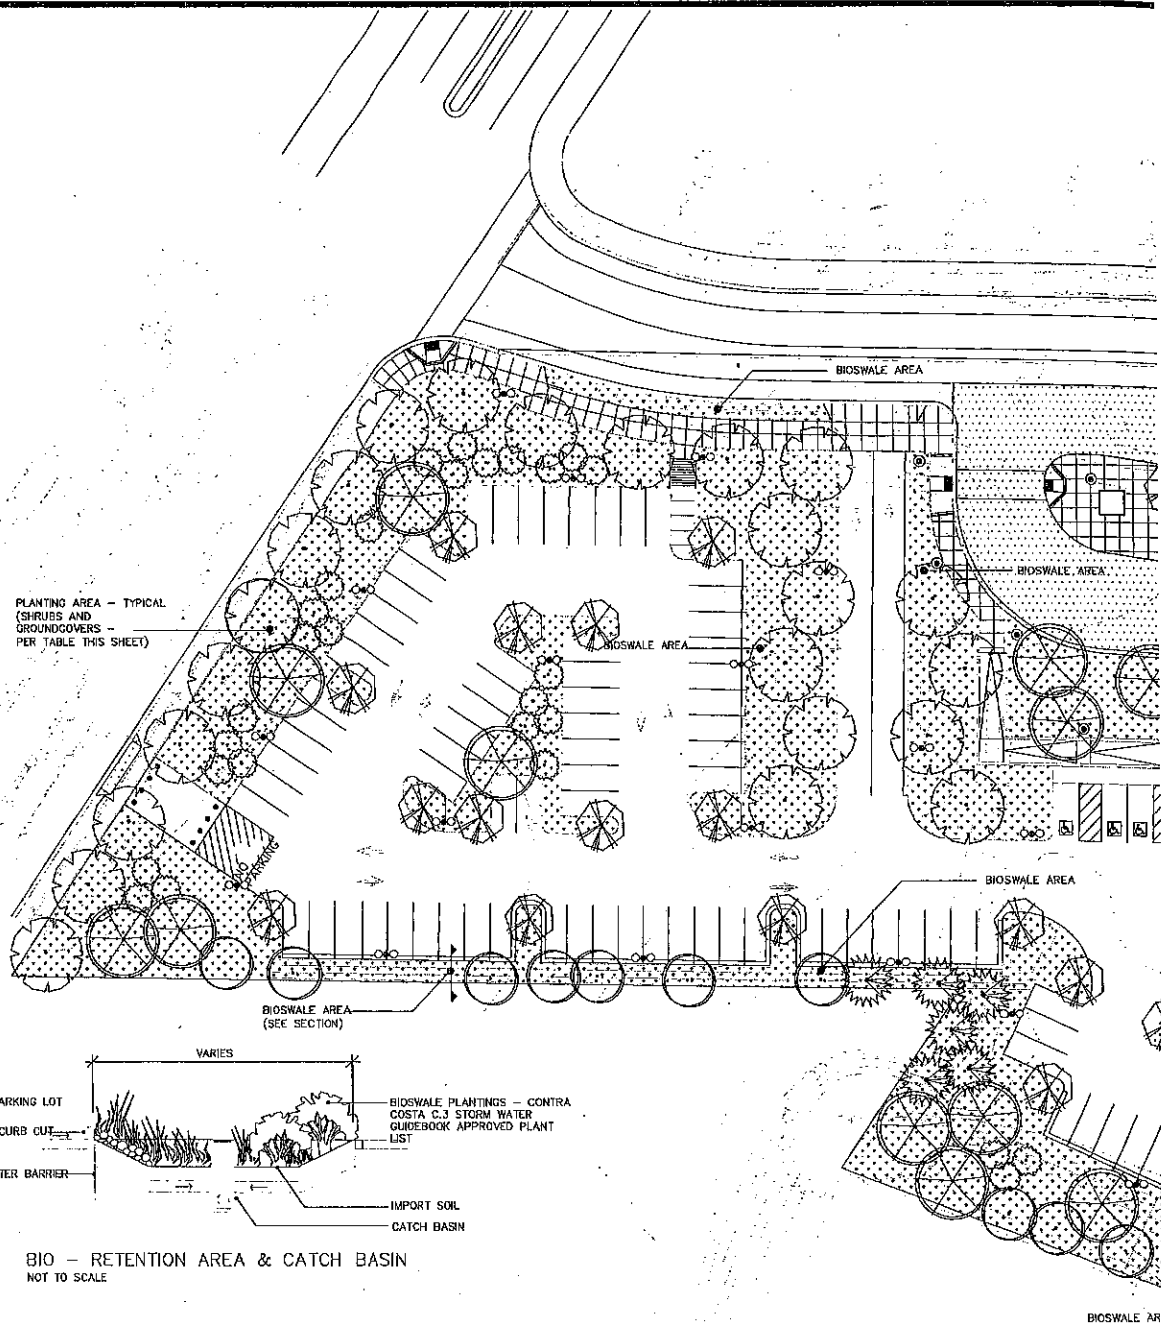 BIOSWALE AREA
BIOSWALE AREA
PLANTING AREA – TYPICAL
(SHRUBS AND
GROUNDCOVERS –
PER TABLE THIS SHEET)
BIOSWALE AREA
NO
PARKING
BIOSWALE AREA
BIOSWALE AREA
(SEE SECTION)
VARIES
ARKING LOT
CURB CUT
TER BARRIER
BIOSWALE PLANTINGS – CONTRA
COSTA C.3 STORM WATER
GUIDEBOOK APPROVED PLANT
LIST
IMPORT SOIL
CATCH BASIN
BIO – RETENTION AREA & CATCH BASIN
NOT TO SCALE
BIOSWALE AR